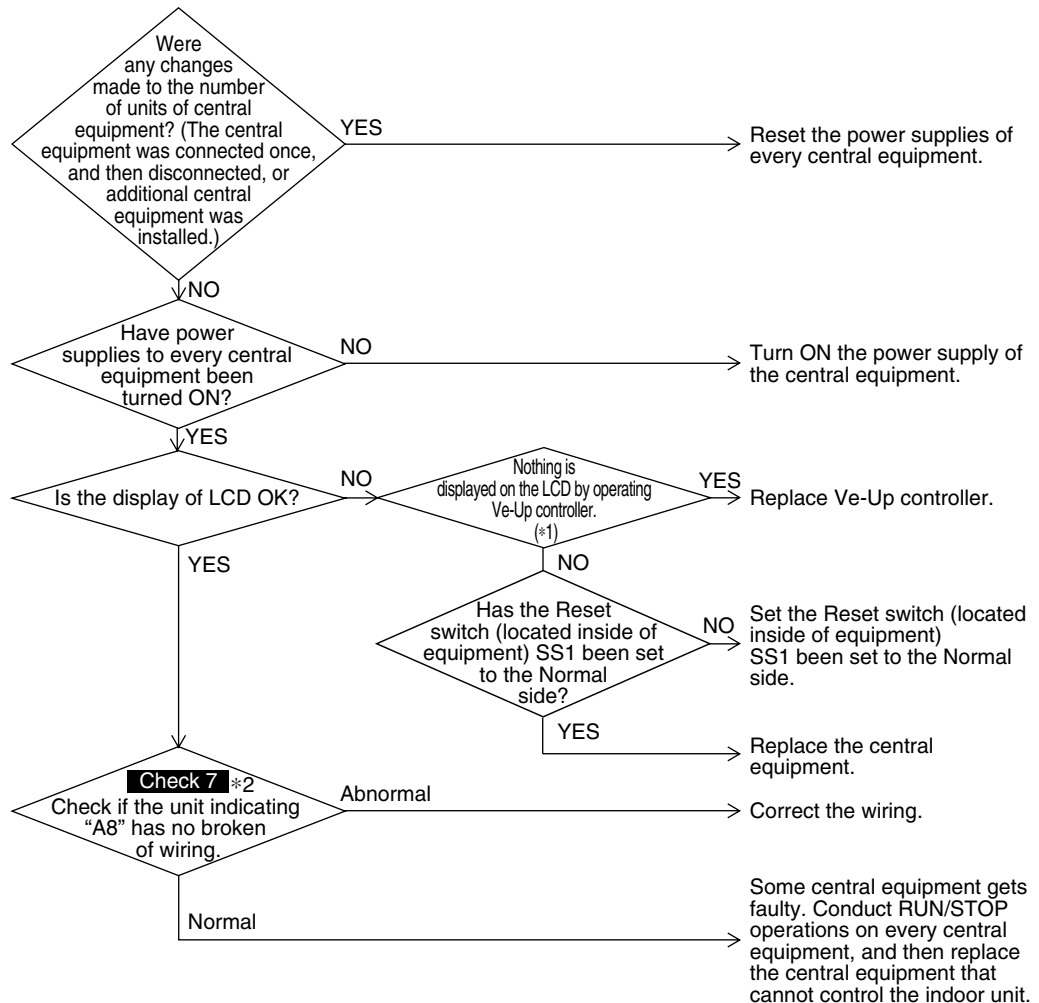 Were
any changes
made to the number
of units of central
equipment? (The central
equipment was connected once,
and then disconnected, or
additional central
equipment was
installed.)
YES
Reset the power supplies of
every central equipment.
NO
Have power
supplies to every central
equipment been
turned ON?
NO
Turn ON the power supply of
the central equipment.
YES
Is the display of LCD OK?
NO
Nothing is
displayed on the LCD by operating
Ve-Up controller.
(*1)
YES
Replace Ve-Up controller.
YES
NO
Has the Reset
switch (located inside of
equipment) SS1 been set
to the Normal
side?
NO
Set the Reset switch (located
inside of equipment)
SS1 been set to the Normal
side.
YES
Replace the central
equipment.
Check 7 *2
Check if the unit indicating
“A8” has no broken
of wiring.
Abnormal
Correct the wiring.
Normal
Some central equipment gets
faulty. Conduct RUN/STOP
operations on every central
equipment, and then replace
the central equipment that
cannot control the indoor unit.